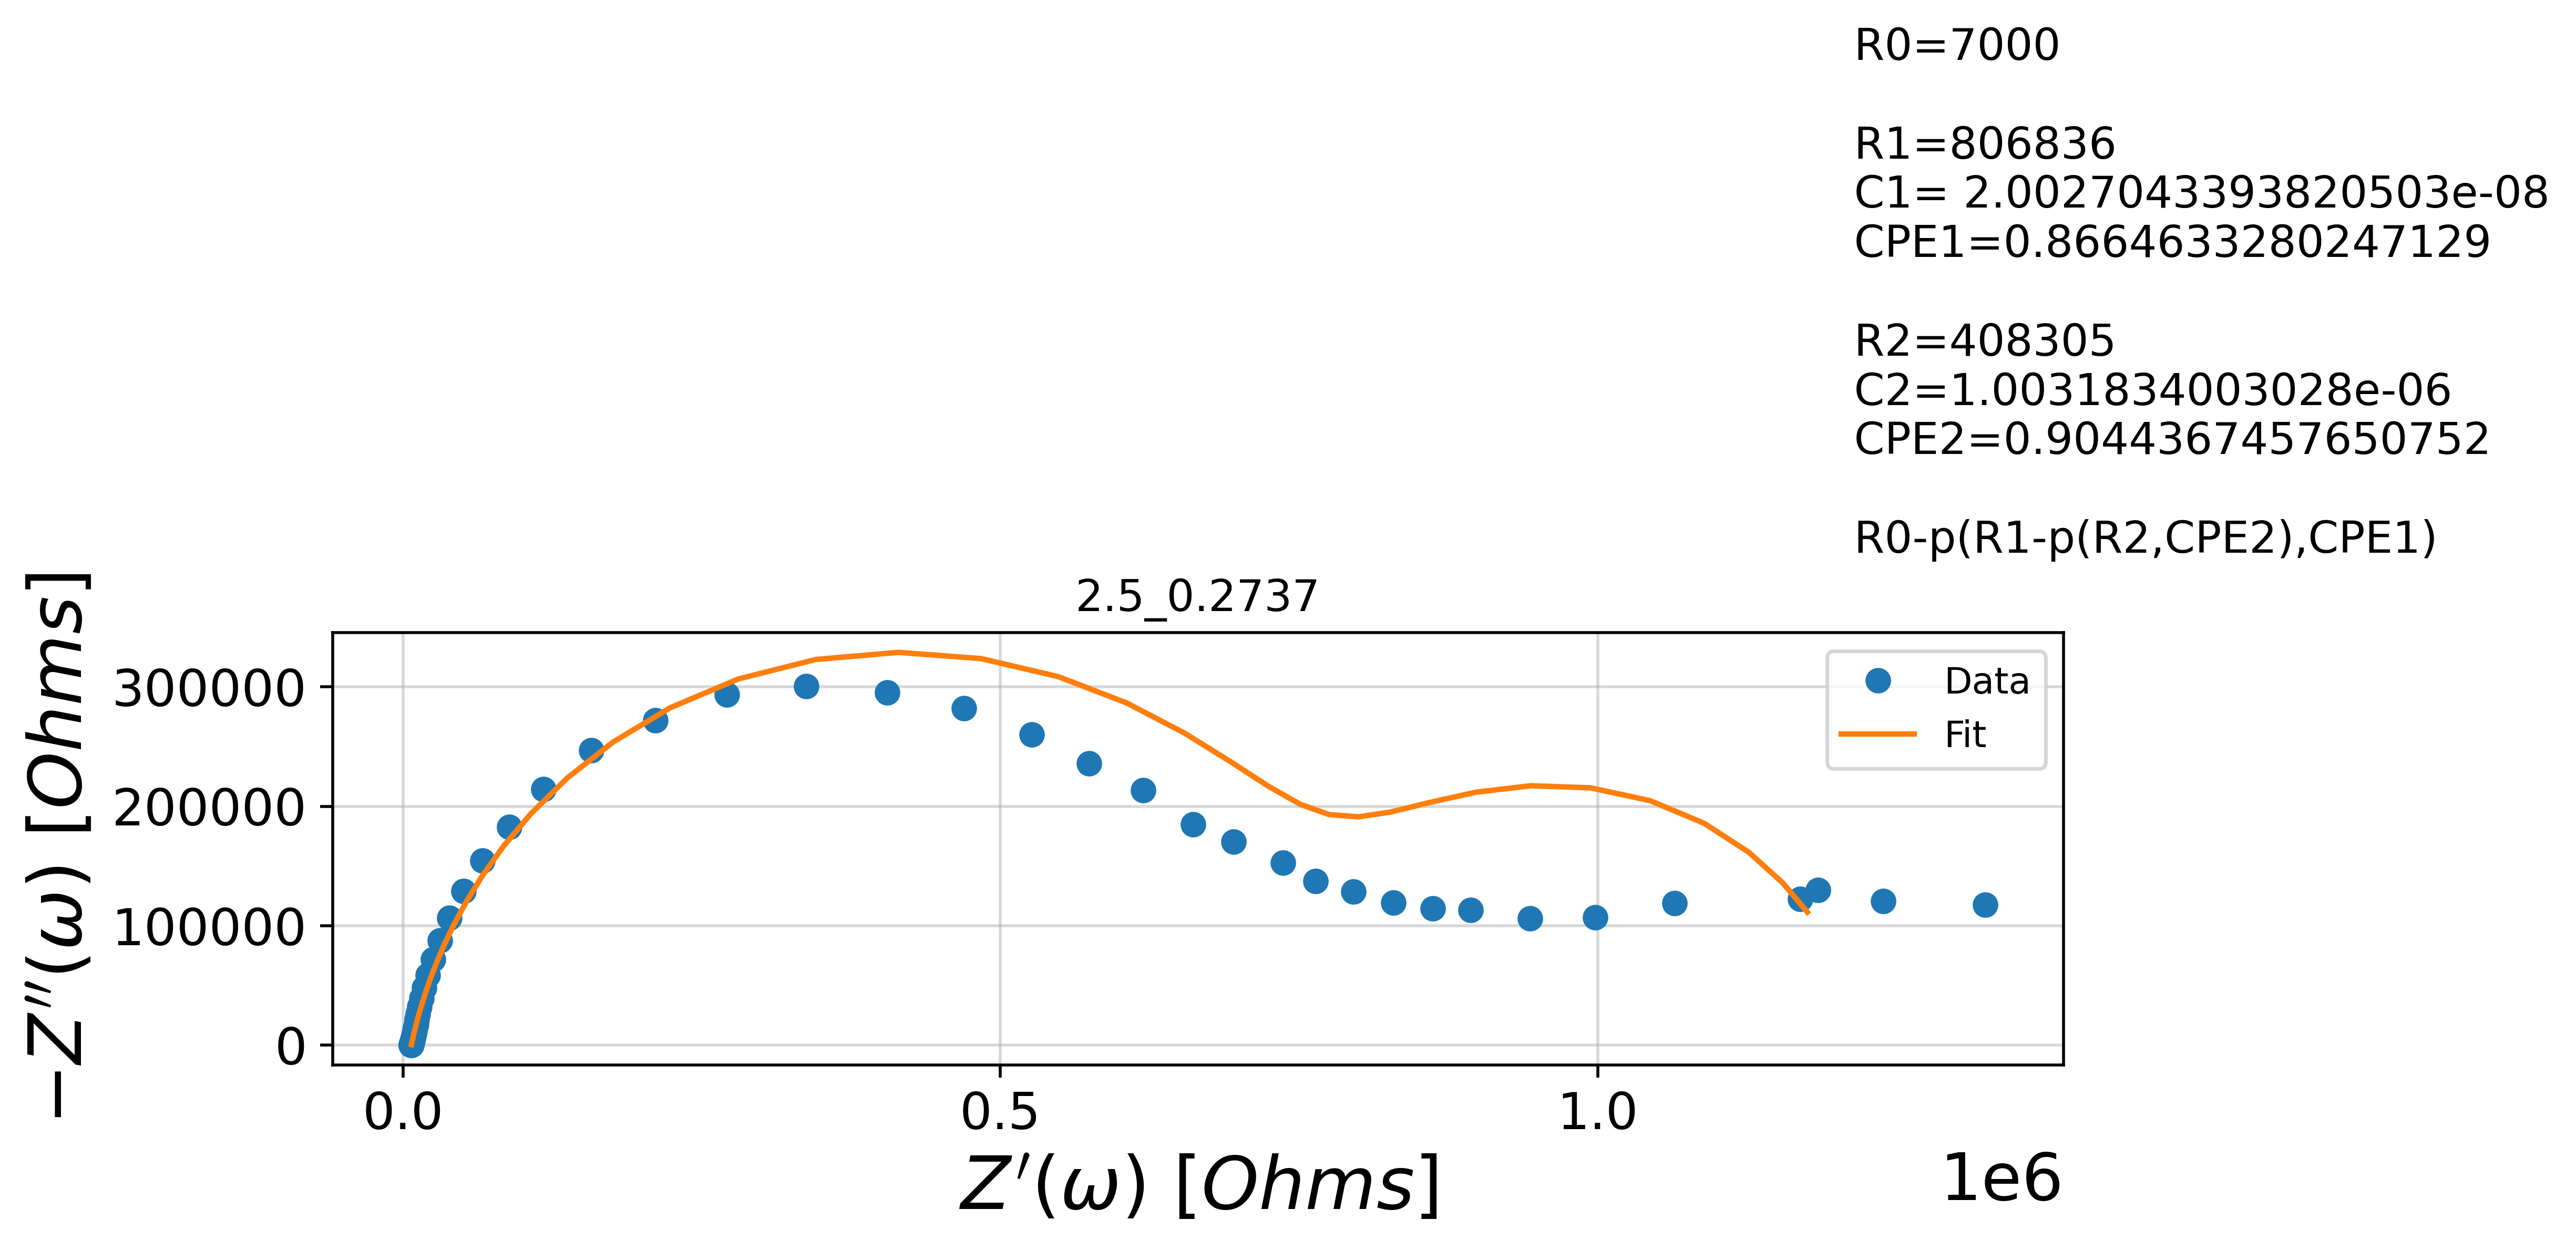 R0=7000
R1=806836
C1= 2.0027043393820503e-08
CPE1=0.8664633280247129
R2=408305
C2=1.0031834003028e-06
CPE2=0.9044367457650752
R0-p(R1-p(R2,CPE2),CPE1)
2.5_0.2737
−Z″(ω) [Ohms]
300000
200000
100000
0
Data
Fit
0.0 0.5 1.0
1e6
Z′(ω) [Ohms]